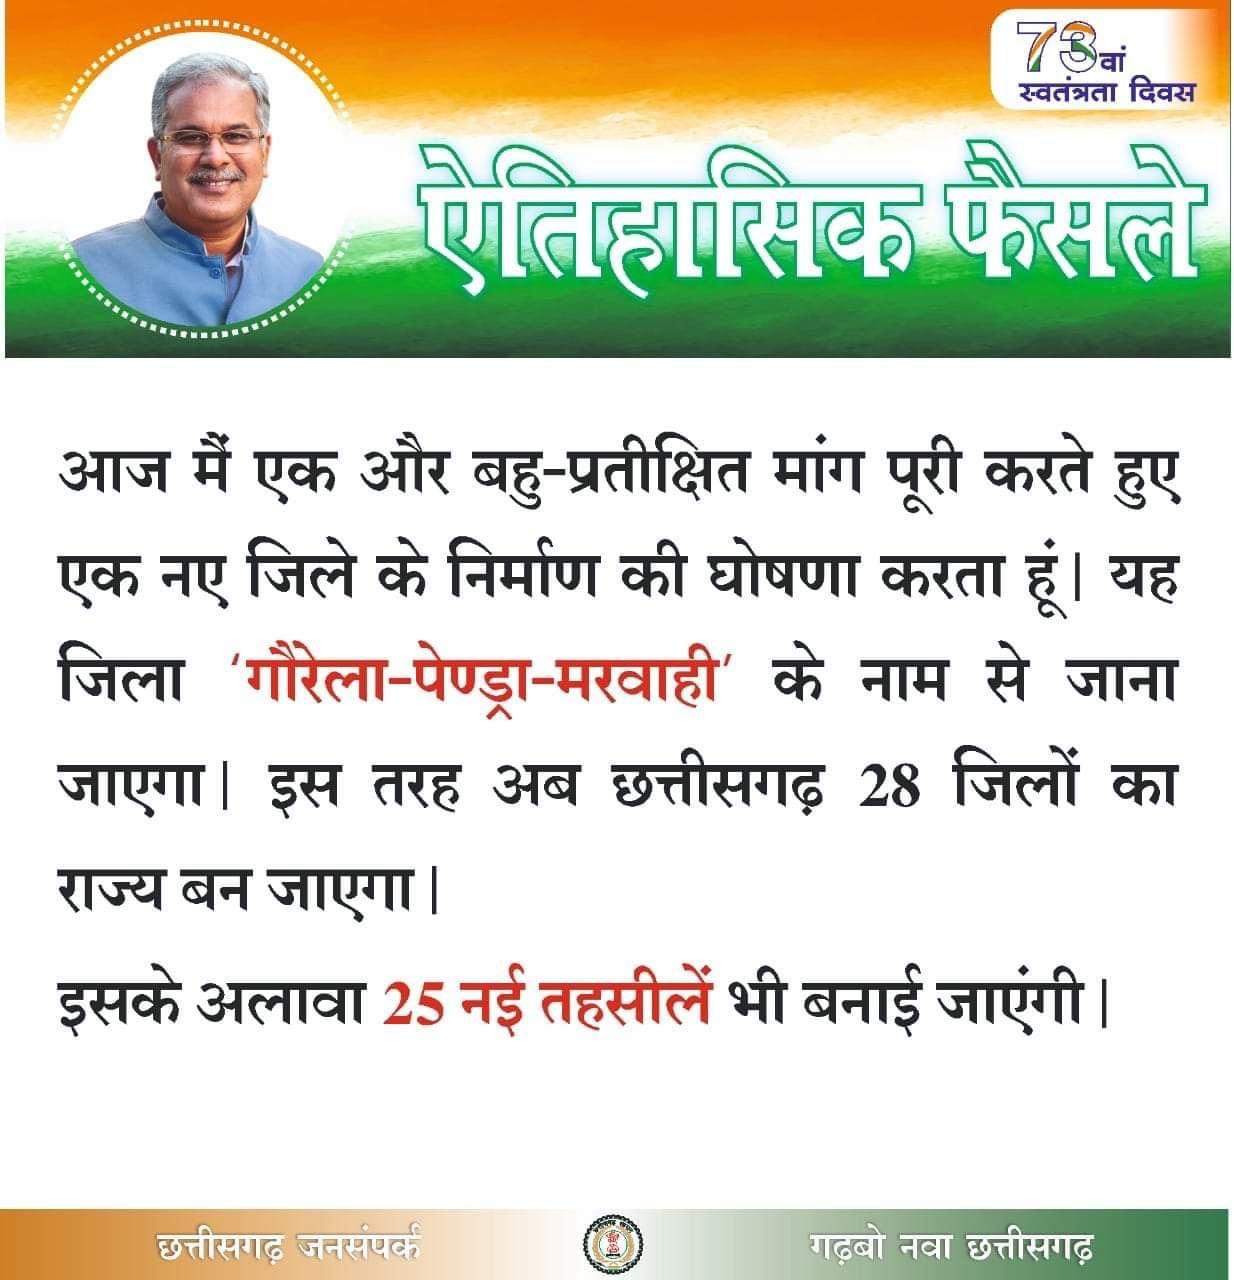 73वां
स्वतंत्रता दिवस
ऐतिहासिक फैसले
आज मैं एक और बहु-प्रतीक्षित मांग पूरी करते हुए
एक नए जिले के निर्माण की घोषणा करता हूं| यह
जिला ‘गौरेला-पेण्ड्रा-मरवाही’ के नाम से जाना
जाएगा| इस तरह अब छत्तीसगढ़ 28 जिलों का
राज्य बन जाएगा|
इसके अलावा 25 नई तहसीलें भी बनाई जाएंगी|
छत्तीसगढ़ जनसंपर्क
गढ़बो नवा छत्तीसगढ़